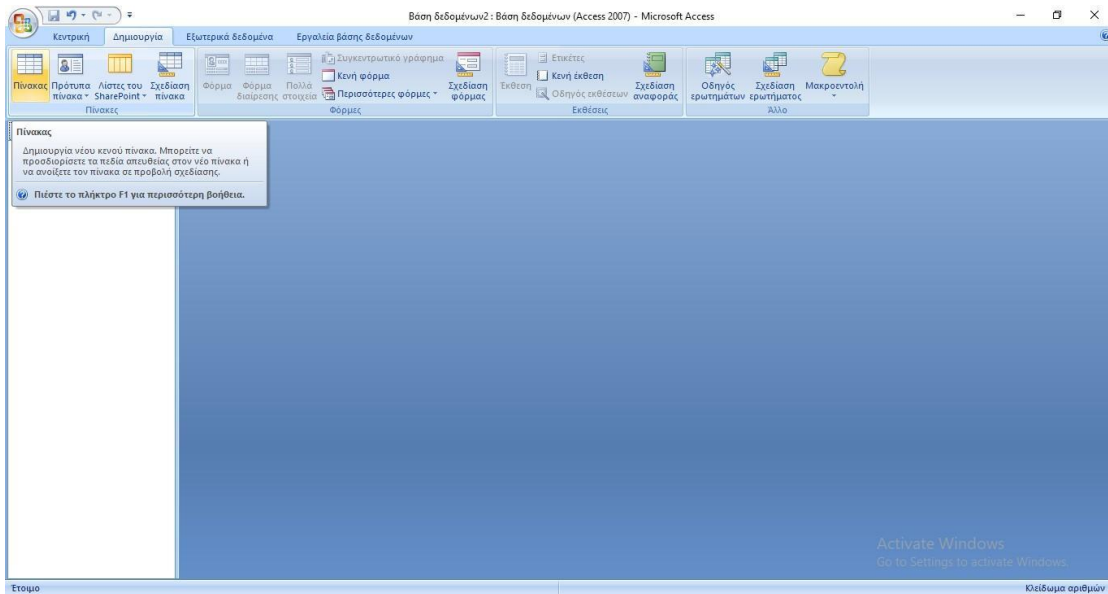 Βάση δεδομένων2 : Βάση δεδομένων (Access 2007) - Microsoft Access
Κεντρική Δημιουργία Εξωτερικά δεδομένα Εργαλεία βάσης δεδομένων
Πίνακας
Πρότυπα
πίνακα
Λίστες του
SharePoint
Σχεδίαση
πίνακα
Πίνακες
Φόρμα
Φόρμα
διαίρεσης
Πολλά
στοιχεία
Συγκεντρωτικό γράφημα
Κενή φόρμα
Περισσότερες φόρμες
Σχεδίαση
φόρμας
Φόρμες
Έκθεση
Ετικέτες
Κενή έκθεση
Οδηγός εκθέσεων
Σχεδίαση
αναφοράς
Εκθέσεις
Οδηγός
ερωτημάτων
Σχεδίαση
ερωτήματος
Μακροεντολή
Άλλο
Πίνακας
Δημιουργία νέου κενού πίνακα. Μπορείτε να
προσδιορίσετε τα πεδία απευθείας στον νέο πίνακα ή
να ανοίξετε τον πίνακα σε προβολή σχεδίασης.
Πιέστε το πλήκτρο F1 για περισσότερη βοήθεια.
Activate Windows
Go to Settings to activate Windows.
Έτοιμο
Κλείδωμα αριθμών